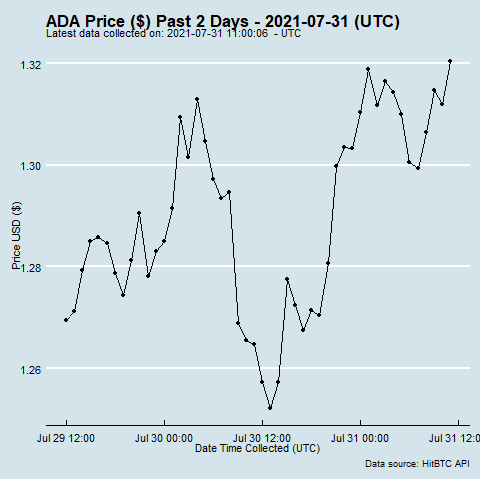 ADA Price ($) Past 2 Days - 2021-07-31 (UTC)
Latest data collected on: 2021-07-31 11:00:06  - UTC
1.32
1.30
1.28
1.26
Price USD ($)
Jul 29 12:00
Jul 30 00:00
Jul 30 12:00
Jul 31 00:00
Jul 31 12:00
Date Time Collected (UTC)
Data source: HitBTC API